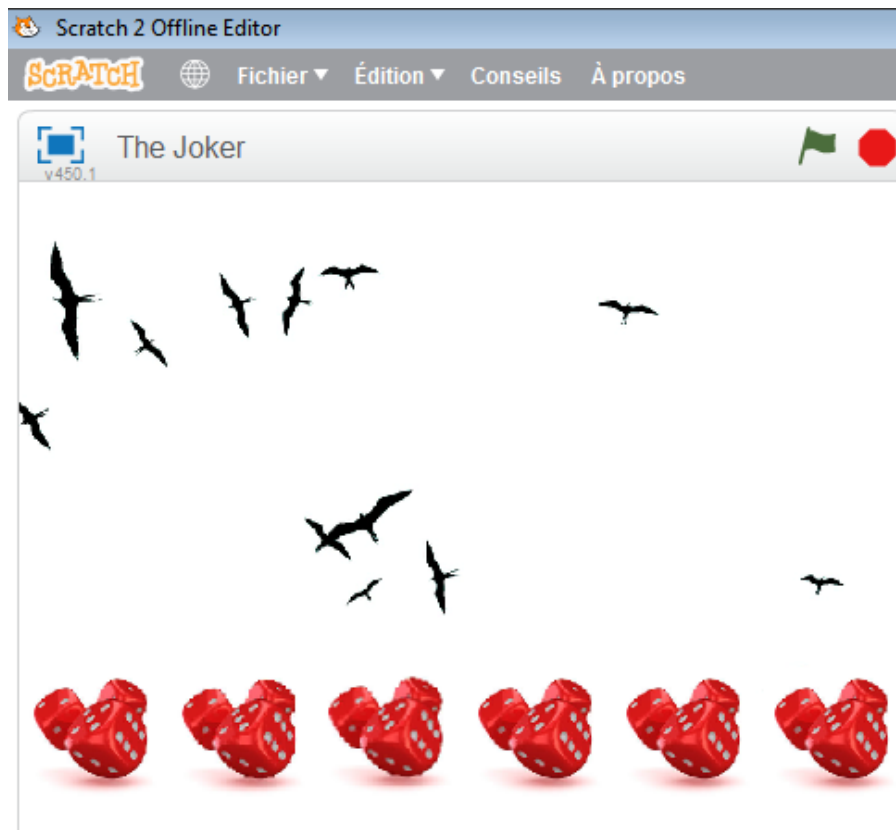 Scratch 2 Offline Editor
SCRATCH Fichier Édition Conseils À propos
The Joker
v450.1